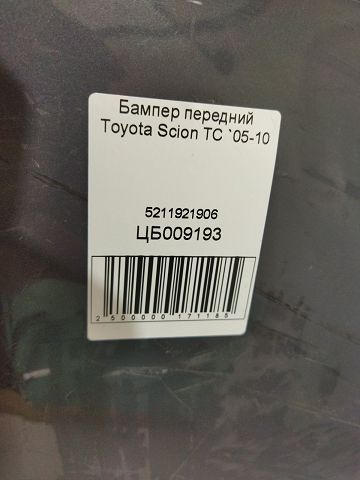 Бампер передний
Toyota Scion TC `05-10
5211921906
ЦБ009193
2500000171185